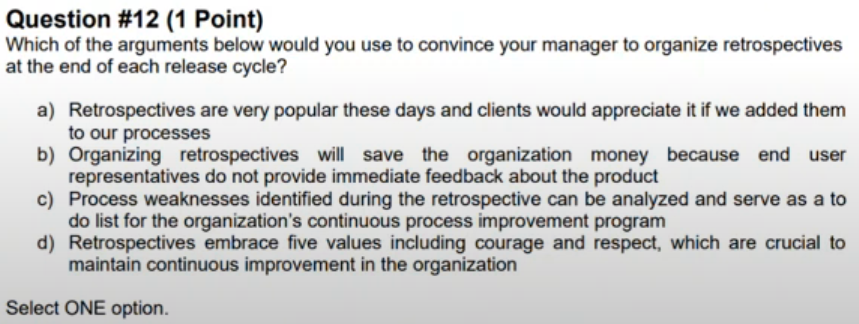 Question #12 (1 Point)
Which of the arguments below would you use to convince your manager to organize retrospectives
at the end of each release cycle?
a) Retrospectives are very popular these days and clients would appreciate it if we added them
to our processes
b) Organizing retrospectives will save the organization money because end user
representatives do not provide immediate feedback about the product
c) Process weaknesses identified during the retrospective can be analyzed and serve as a to
do list for the organization's continuous process improvement program
d) Retrospectives embrace five values including courage and respect, which are crucial to
maintain continuous improvement in the organization
Select ONE option.